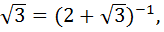 √3 = (2 + √3)⁻¹,